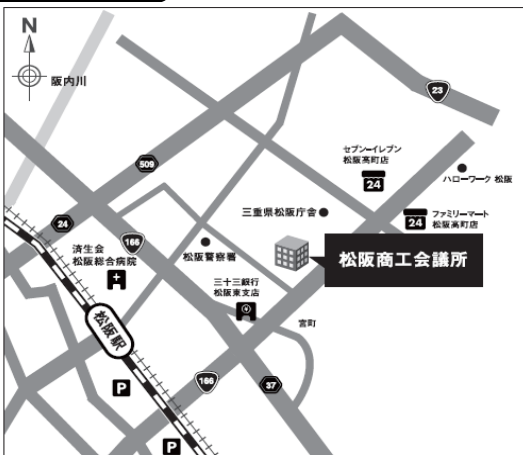 N
阪内川
23
セブン-イレブン
松阪高町店
24
ハローワーク 松阪
509
24
166
三重県松阪庁舎
24
ファミリーマート
松阪高町店
済生会
松阪総合病院
松阪警察署
松阪商工会議所
三十三銀行
松阪東支店
宮町
松阪駅
166
37
P
P